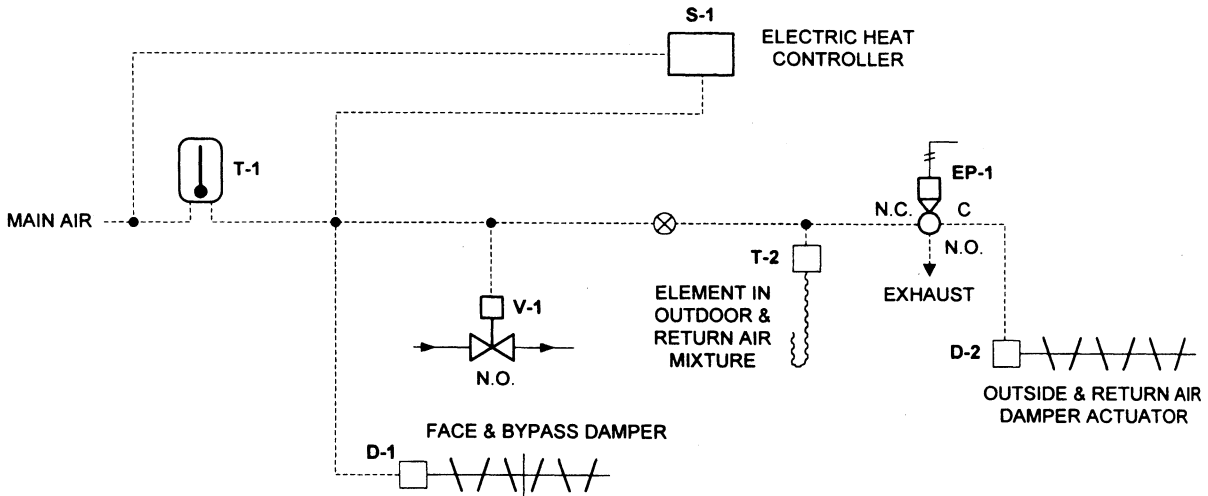 S-1
ELECTRIC HEAT
CONTROLLER
T-1
EP-1
MAIN AIR
N.C.
C
N.O.
T-2
EXHAUST
ELEMENT IN
OUTDOOR &
RETURN AIR
MIXTURE
V-1
N.O.
D-2
OUTSIDE & RETURN AIR
DAMPER ACTUATOR
FACE & BYPASS DAMPER
D-1